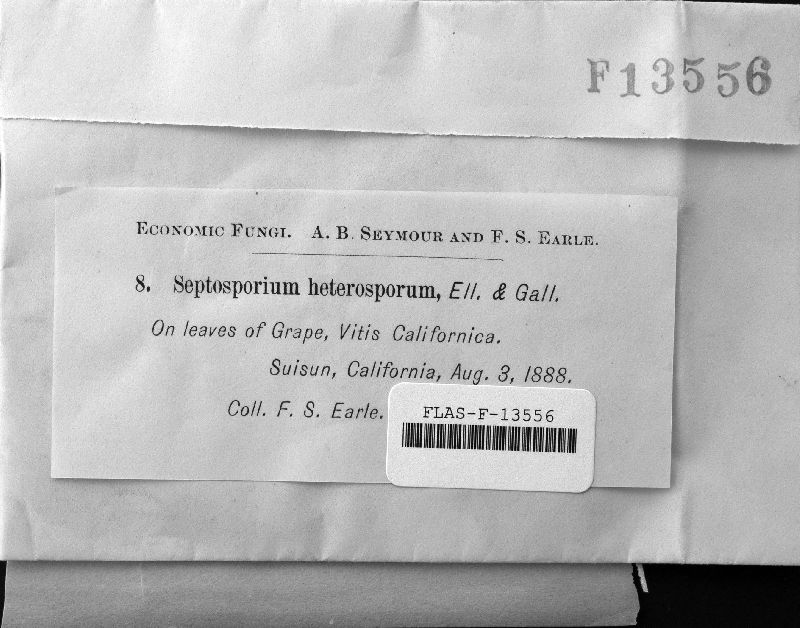 F13556
ECONOMIC FUNGI. A. B. SEYMOUR AND F. S. EARLE.
8. Septosporium heterosporum, Ell. & Gall.
On leaves of Grape, Vitis Californica.
Suisun, California, Aug. 3, 1888.
Coll. F. S. Earle.
FLAS-F-13556